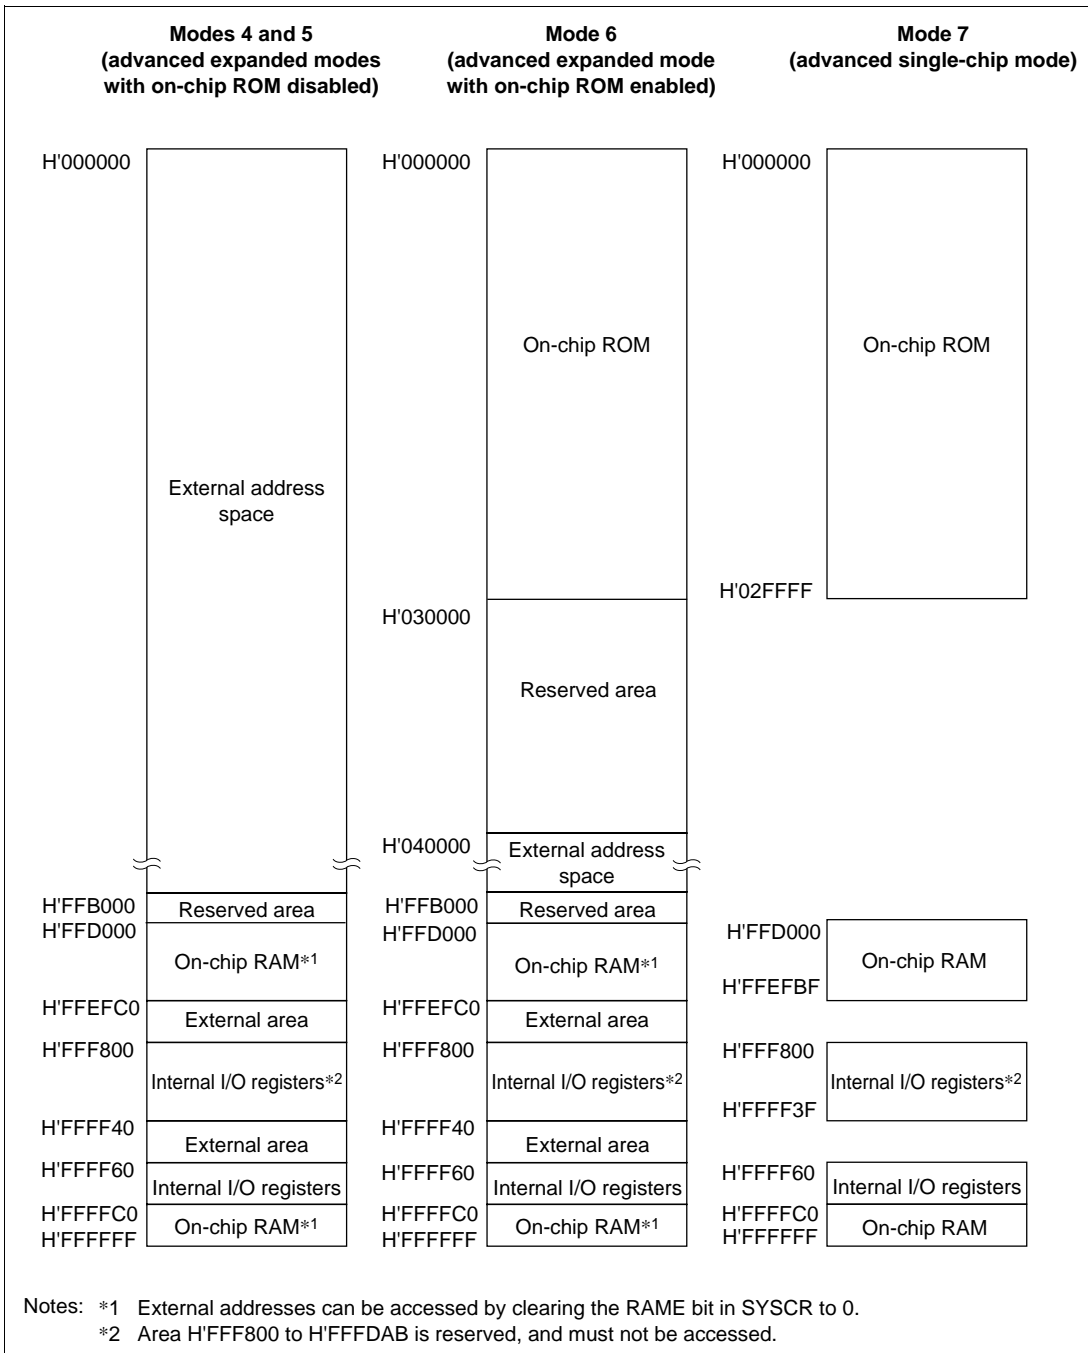 Modes 4 and 5
(advanced expanded modes
with on-chip ROM disabled)
Mode 6
(advanced expanded mode
with on-chip ROM enabled)
Mode 7
(advanced single-chip mode)
H'000000
External address
space
H'FFB000
Reserved area
H'FFD000
On-chip RAM*1
H'FFEFC0
External area
H'FFF800
Internal I/O registers*2
H'FFFF40
External area
H'FFFF60
Internal I/O registers
H'FFFFC0
On-chip RAM*1
H'FFFFFF
H'000000
On-chip ROM
H'030000
Reserved area
H'040000
External address
space
H'FFB000
Reserved area
H'FFD000
On-chip RAM*1
H'FFEFC0
External area
H'FFF800
Internal I/O registers*2
H'FFFF40
External area
H'FFFF60
Internal I/O registers
H'FFFFC0
On-chip RAM*1
H'FFFFFF
H'000000
On-chip ROM
H'02FFFF
H'FFD000
On-chip RAM
H'FFEFBF
H'FFF800
Internal I/O registers*2
H'FFFF3F
H'FFFF60
Internal I/O registers
H'FFFFC0
On-chip RAM
H'FFFFFF
Notes: *1 External addresses can be accessed by clearing the RAME bit in SYSCR to 0.
*2 Area H'FFF800 to H'FFFDAB is reserved, and must not be accessed.